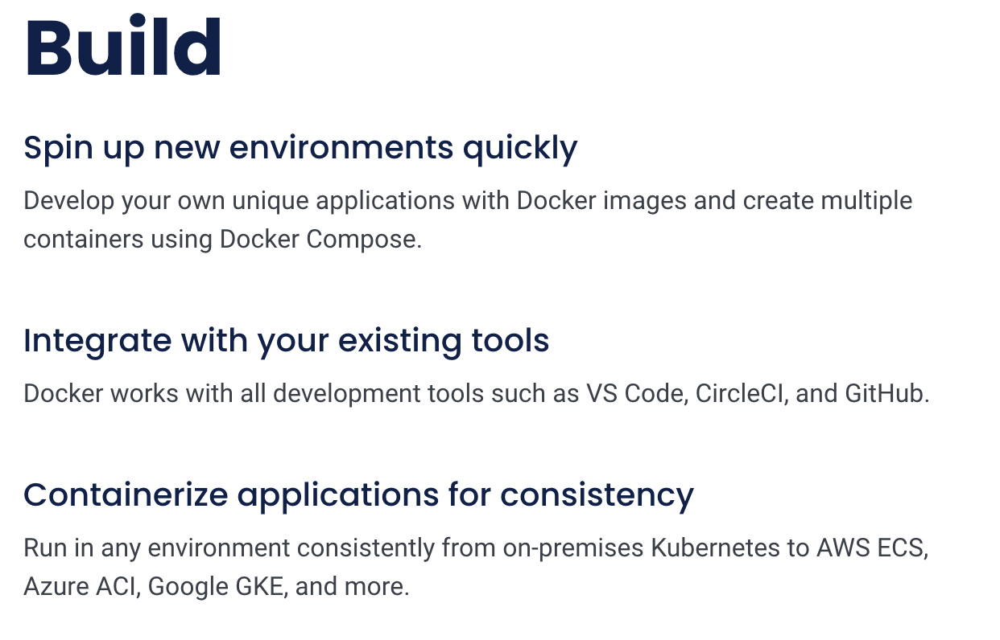 Build
Spin up new environments quickly
Develop your own unique applications with Docker images and create multiple
containers using Docker Compose.
Integrate with your existing tools
Docker works with all development tools such as VS Code, CircleCI, and GitHub.
Containerize applications for consistency
Run in any environment consistently from on-premises Kubernetes to AWS ECS,
Azure ACI, Google GKE, and more.